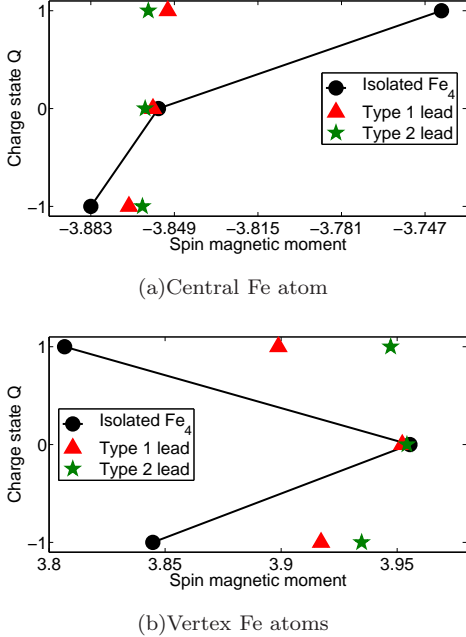 1
0
−1
Charge state Q
Isolated Fe4
Type 1 lead
Type 2 lead
−3.883 −3.849 −3.815 −3.781 −3.747
Spin magnetic moment
(a)Central Fe atom
1
0
−1
Charge state Q
Isolated Fe4
Type 1 lead
Type 2 lead
3.8 3.85 3.9 3.95
Spin magnetic moment
(b)Vertex Fe atoms